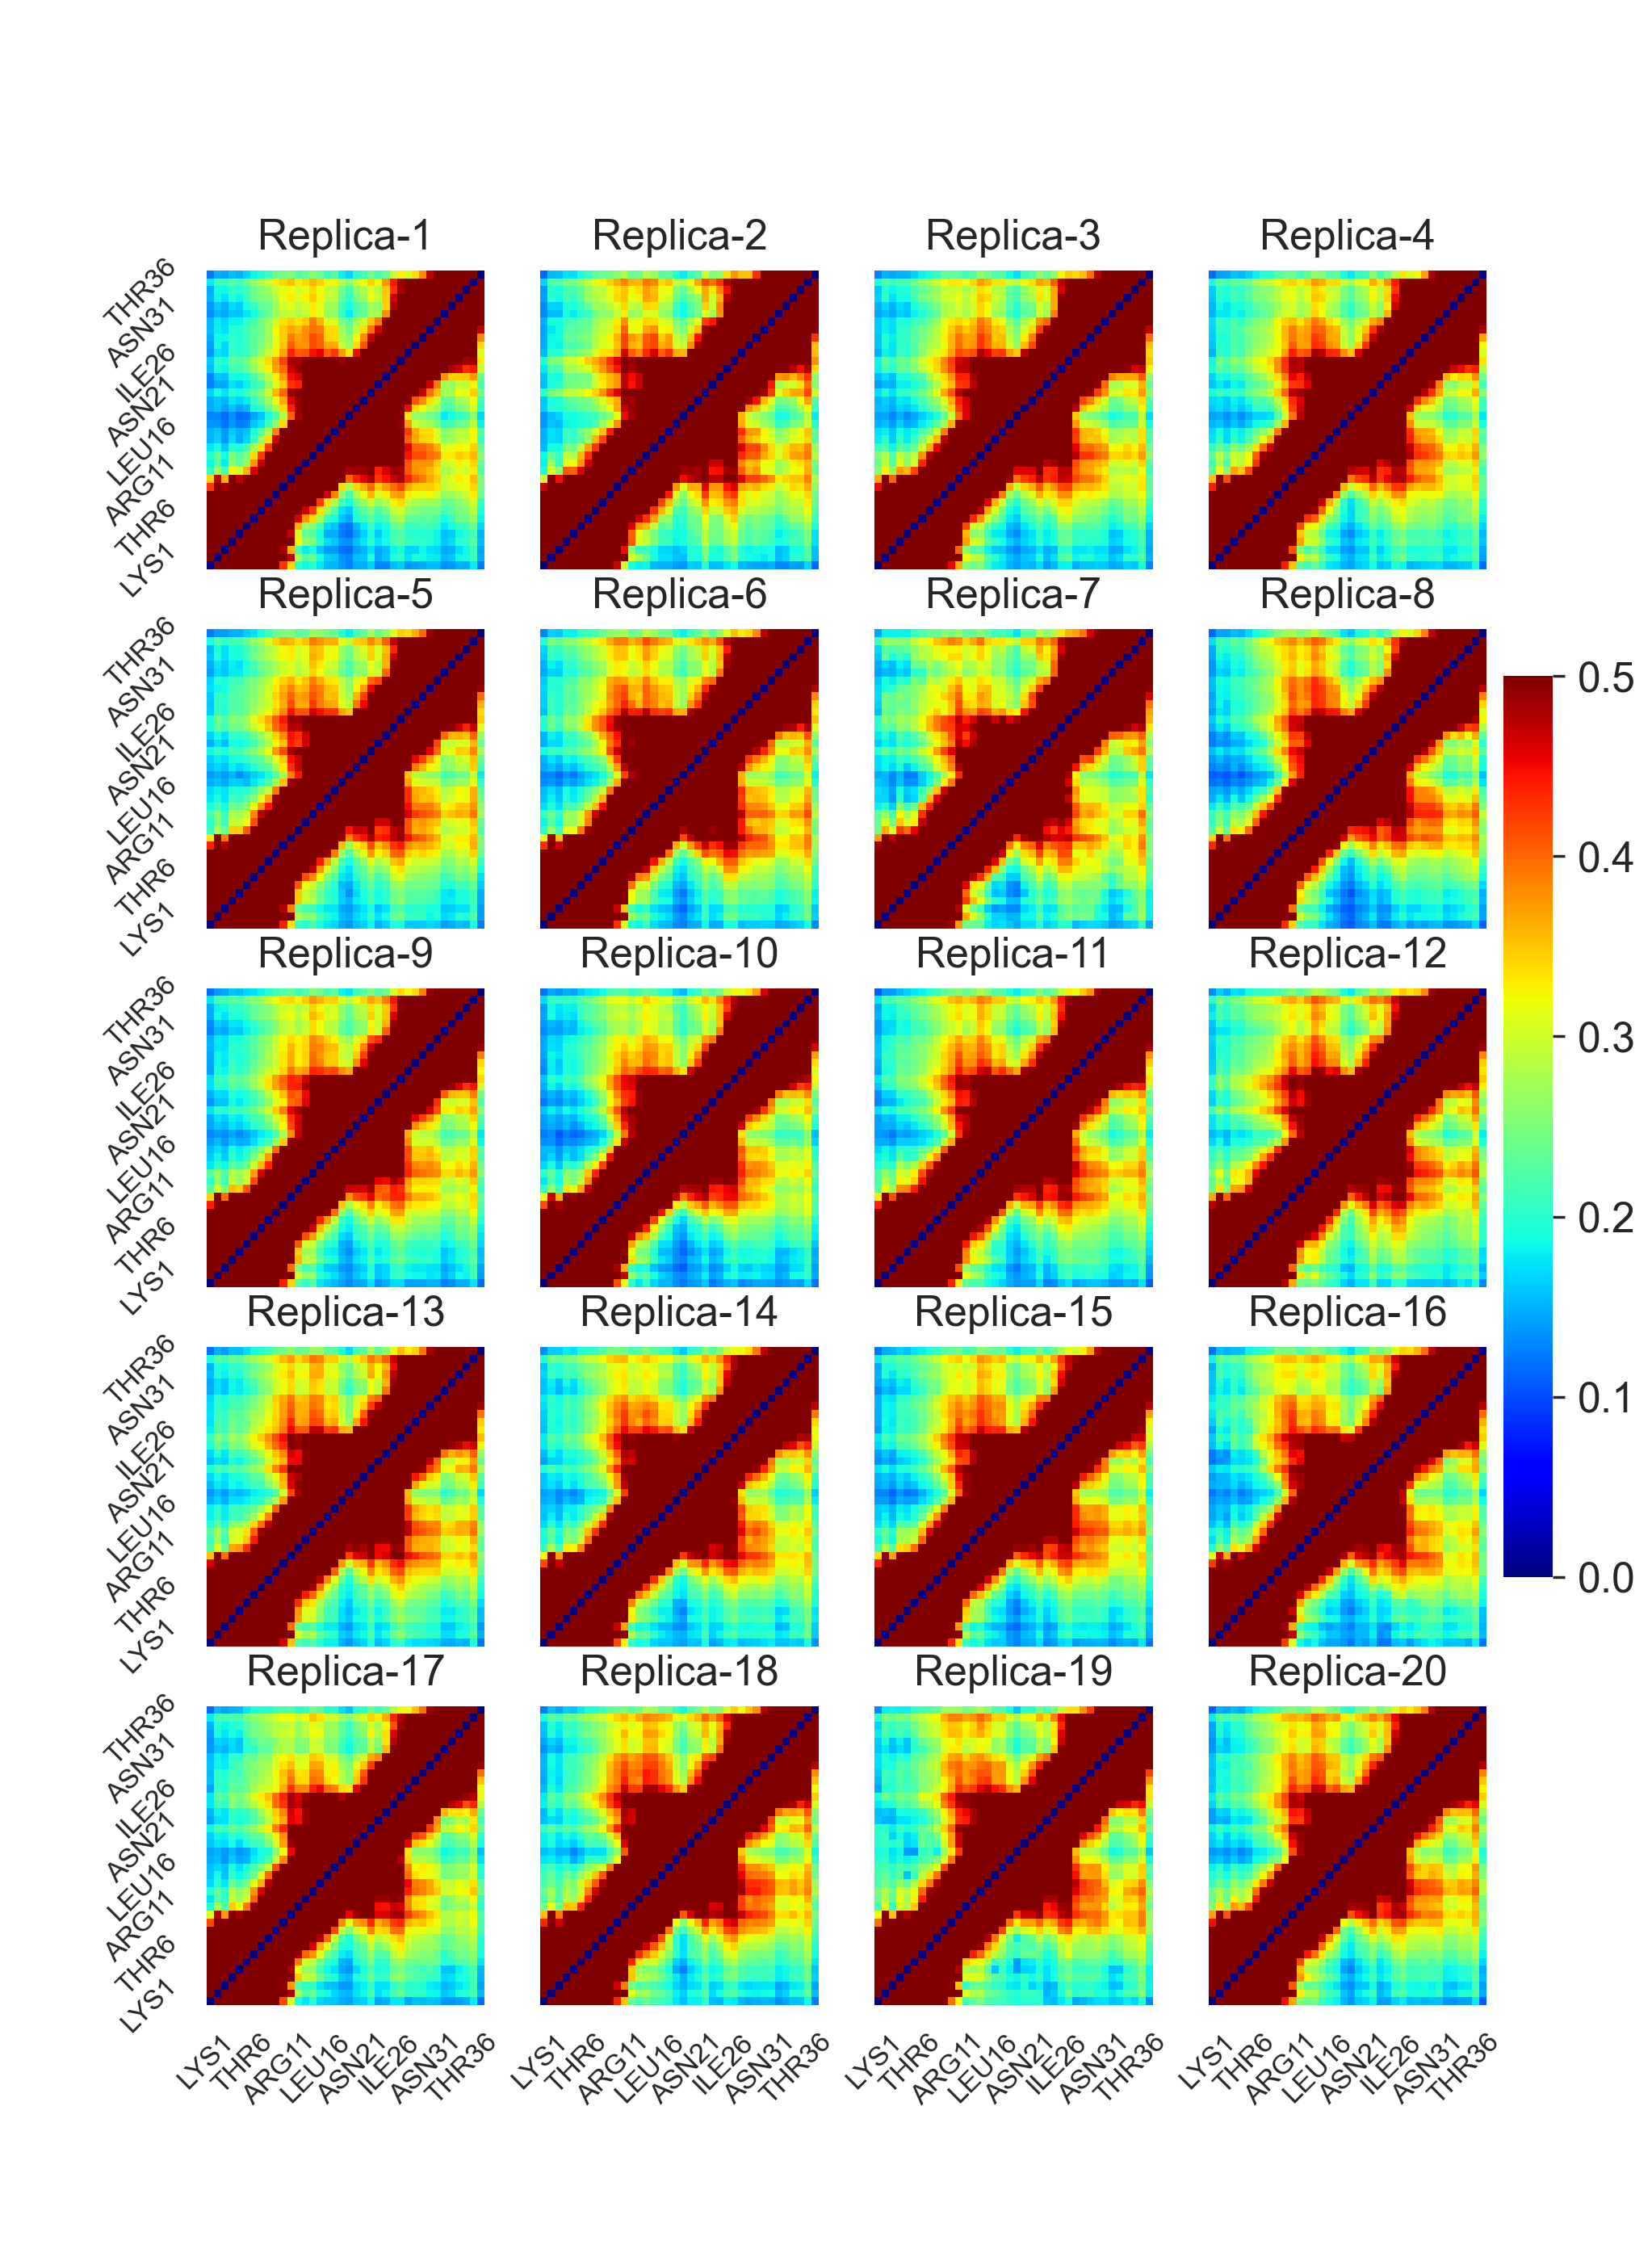 Replica-1 Replica-2 Replica-3 Replica-4
THR36
ASN31
ILE26
ASN21
LEU16
ARG11
THR6
LYS1
Replica-5 Replica-6 Replica-7 Replica-8
THR36
ASN31
ILE26
ASN21
LEU16
ARG11
THR6
LYS1
0.5
0.4
0.3
0.2
0.1
0.0
Replica-9 Replica-10 Replica-11 Replica-12
THR36
ASN31
ILE26
ASN21
LEU16
ARG11
THR6
LYS1
Replica-13 Replica-14 Replica-15 Replica-16
THR36
ASN31
ILE26
ASN21
LEU16
ARG11
THR6
LYS1
Replica-17 Replica-18 Replica-19 Replica-20
THR36
ASN31
ILE26
ASN21
LEU16
ARG11
THR6
LYS1
LYS1 THR6 ARG11 LEU16 ASN21 ILE26 ASN31 THR36 LYS1 THR6 ARG11 LEU16 ASN21 ILE26 ASN31 THR36 LYS1 THR6 ARG11 LEU16 ASN21 ILE26 ASN31 THR36 LYS1 THR6 ARG11 LEU16 ASN21 ILE26 ASN31 THR36